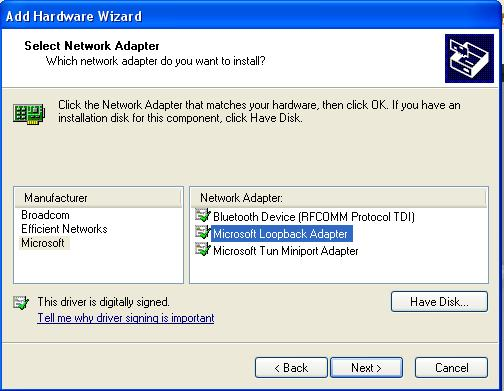 Add Hardware Wizard
Select Network Adapter
Which network adapter do you want to install?
Click the Network Adapter that matches your hardware, then click OK. If you have an
installation disk for this component, click Have Disk.
Manufacturer
Broadcom
Efficient Networks
Microsoft
Network Adapter:
Bluetooth Device (RFCOMM Protocol TDI)
Microsoft Loopback Adapter
Microsoft Tun Miniport Adapter
This driver is digitally signed.
Tell me why driver signing is important
Have Disk...
< Back
Next >
Cancel